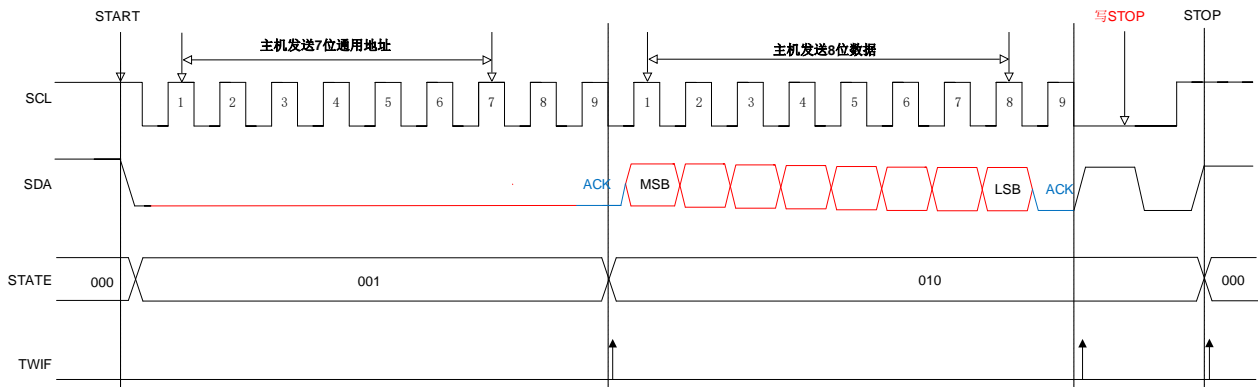 START
写STOP
STOP
主机发送7位通用地址
主机发送8位数据
SCL
1 2 3 4 5 6 7 8 9 1 2 3 4 5 6 7 8 9
SDA
ACK MSB LSB ACK
STATE
000 001 010 000
TWIF